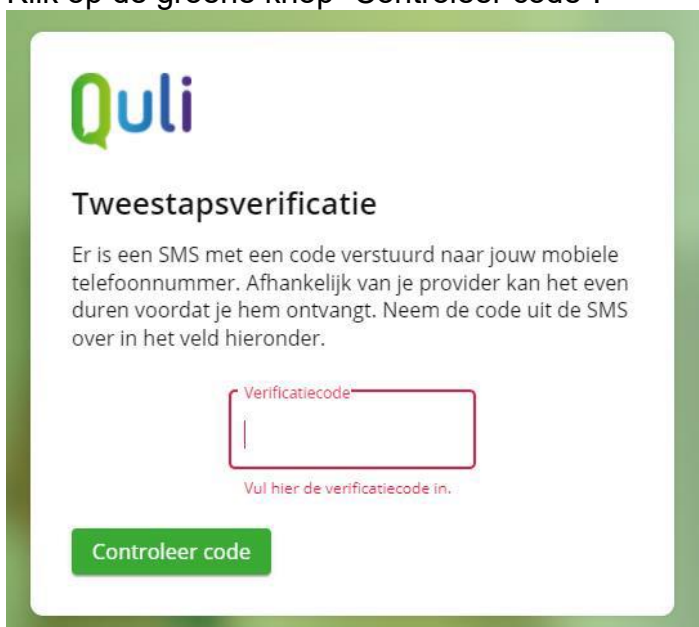 Klik op de groene knop "Controleer code".
Quli
Tweestapsverificatie
Er is een SMS met een code verstuurd naar jouw mobiele
telefoonnummer. Afhankelijk van je provider kan het even
duren voordat je hem ontvangt. Neem de code uit de SMS
over in het veld hieronder.
Verificatiecode
Vul hier de verificatiecode in.
Controleer code